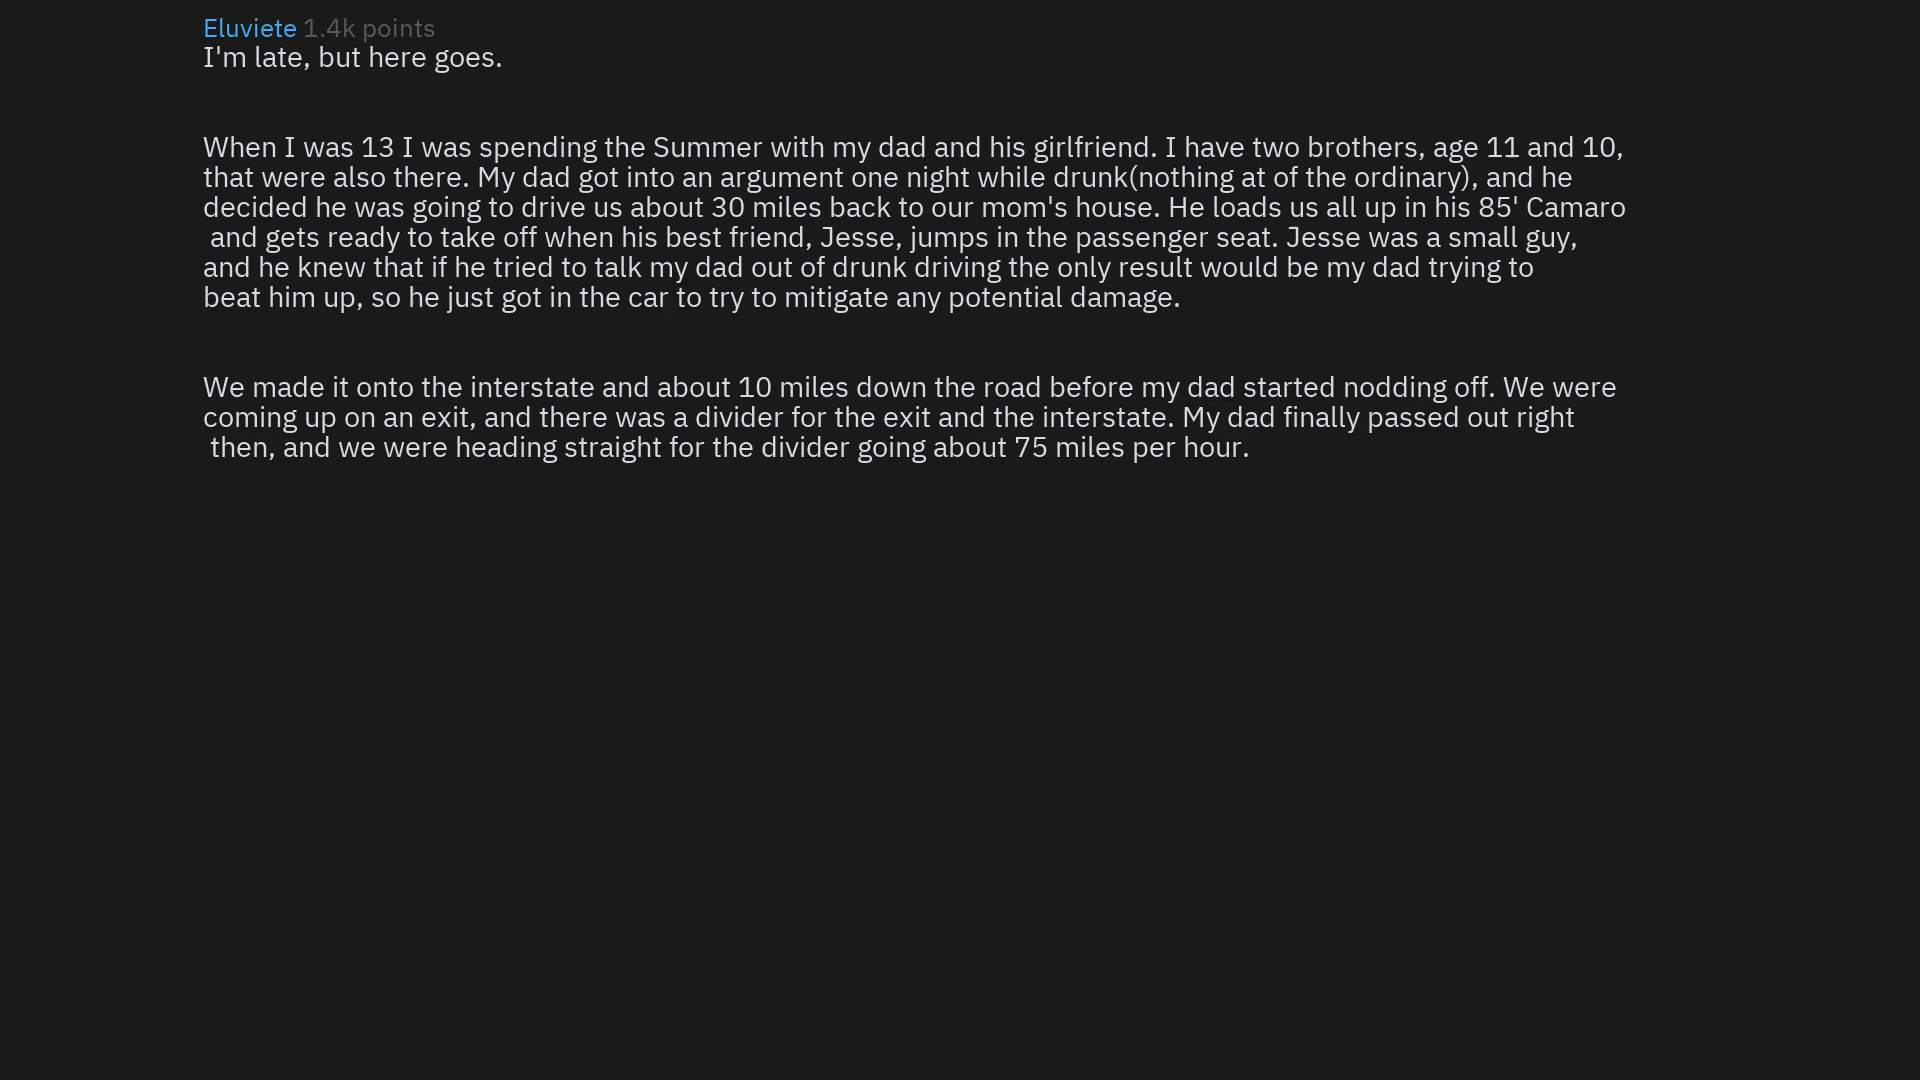 Eluviete 1.4k points
I'm late, but here goes.
When I was 13 I was spending the Summer with my dad and his girlfriend. I have two brothers, age 11 and 10,
that were also there. My dad got into an argument one night while drunk(nothing at of the ordinary), and he
decided he was going to drive us about 30 miles back to our mom's house. He loads us all up in his 85' Camaro
and gets ready to take off when his best friend, Jesse, jumps in the passenger seat. Jesse was a small guy,
and he knew that if he tried to talk my dad out of drunk driving the only result would be my dad trying to
beat him up, so he just got in the car to try to mitigate any potential damage.
We made it onto the interstate and about 10 miles down the road before my dad started nodding off. We were
coming up on an exit, and there was a divider for the exit and the interstate. My dad finally passed out right
then, and we were heading straight for the divider going about 75 miles per hour.